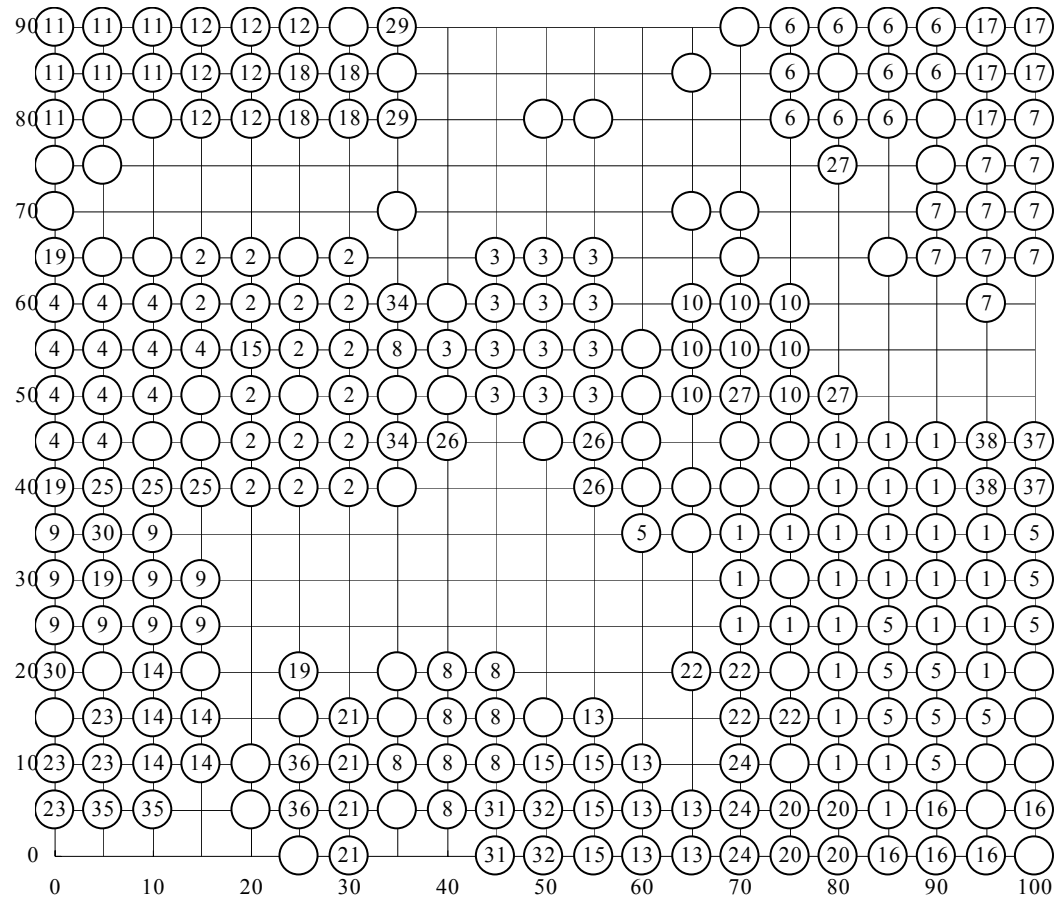 90 11 11 11 12 12 12 29 6 6 6 6 17 17
11 11 11 12 12 18 18 6 6 6 17 17
80 11 12 12 18 18 29 6 6 6 17 7
27 7 7
70 7 7 7
19 2 2 2 3 3 3 7 7 7
60 4 4 4 2 2 2 2 34 3 3 3 10 10 10 7
4 4 4 4 15 2 2 8 3 3 3 3 10 10 10
50 4 4 4 2 2 3 3 3 10 27 10 27
4 4 2 2 2 34 26 26 1 1 1 38 37
40 19 25 25 25 2 2 2 26 1 1 1 38 37
9 30 9 5 1 1 1 1 1 1 5
30 9 19 9 9 1 1 1 1 1 5
9 9 9 9 1 1 1 5 1 1 5
20 30 14 19 8 8 22 22 1 5 5 1
23 14 14 21 8 8 13 22 22 1 5 5 5
10 23 23 14 14 36 21 8 8 8 15 15 13 24 1 1 5
23 35 35 36 21 8 31 32 15 13 13 24 20 20 1 16 16
0 21 31 32 15 13 13 24 20 20 16 16 16
0 10 20 30 40 50 60 70 80 90 100